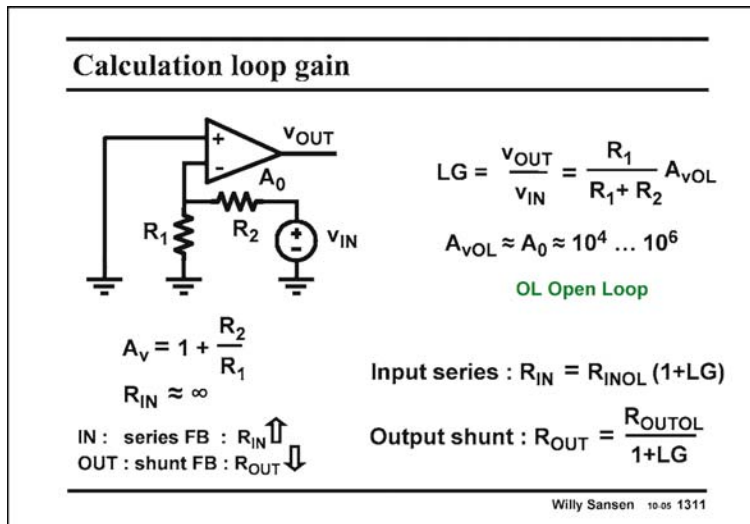 Calculation loop gain
+
-
vOUT
A0
R1
R2
+
-
vIN
LG = vOUT / vIN = R1 / (R1 + R2) AvOL
AvOL ≈ A0 ≈ 10^4 … 10^6
OL Open Loop
Av = 1 + R2 / R1
RIN ≈ ∞
IN : series FB : RIN ⇧
OUT : shunt FB : ROUT ⇩
Input series : RIN = RINOL (1+LG)
Output shunt : ROUT = ROUTOL / (1+LG)
Willy Sansen 10-05 1311